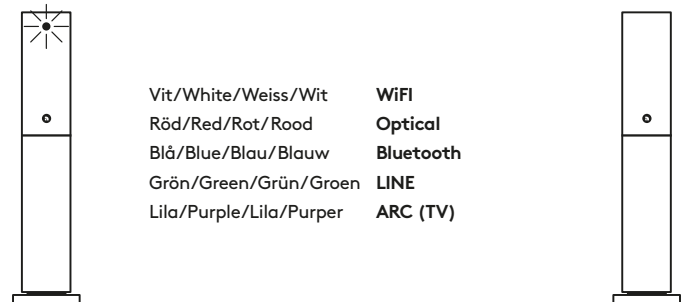 Vit/White/Weiss/Wit WiFI
Röd/Red/Rot/Rood Optical
Blå/Blue/Blau/Blauw Bluetooth
Grön/Green/Grün/Groen LINE
Lila/Purple/Lila/Purper ARC (TV)